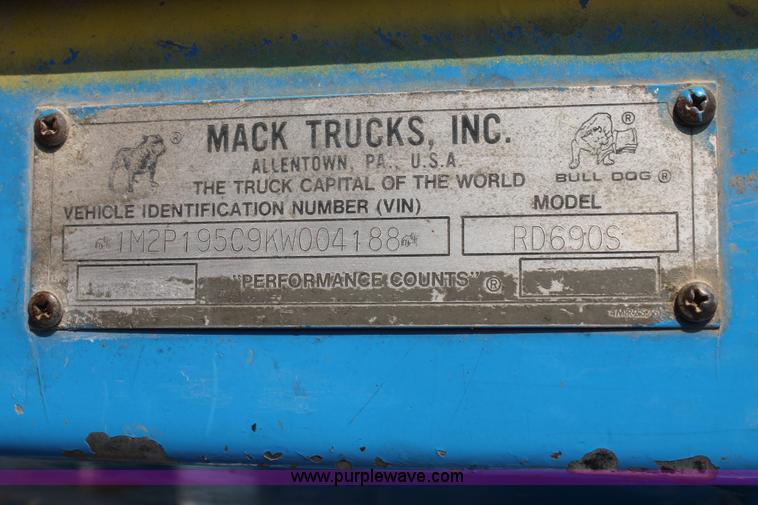 MACK TRUCKS, INC.
ALLENTOWN, PA., U.S.A.
THE TRUCK CAPITAL OF THE WORLD
BULL DOG ®
VEHICLE IDENTIFICATION NUMBER (VIN)
MODEL
1M2P195C9KW004188
RD690S
"PERFORMANCE COUNTS" ®
www.purplewave.com